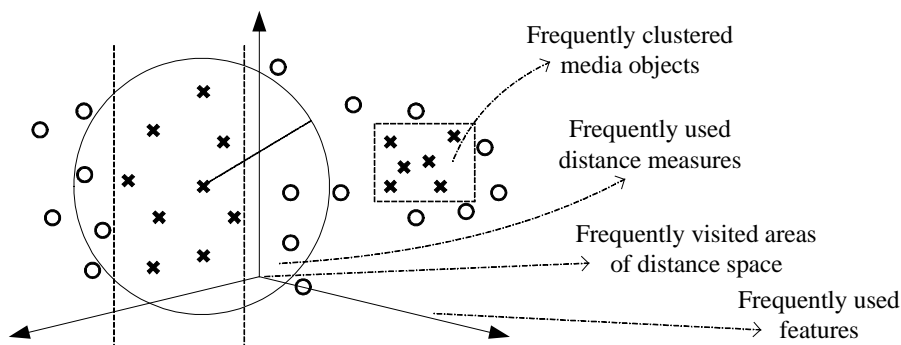 Frequently clustered
media objects
Frequently used
distance measures
Frequently visited areas
of distance space
Frequently used
features